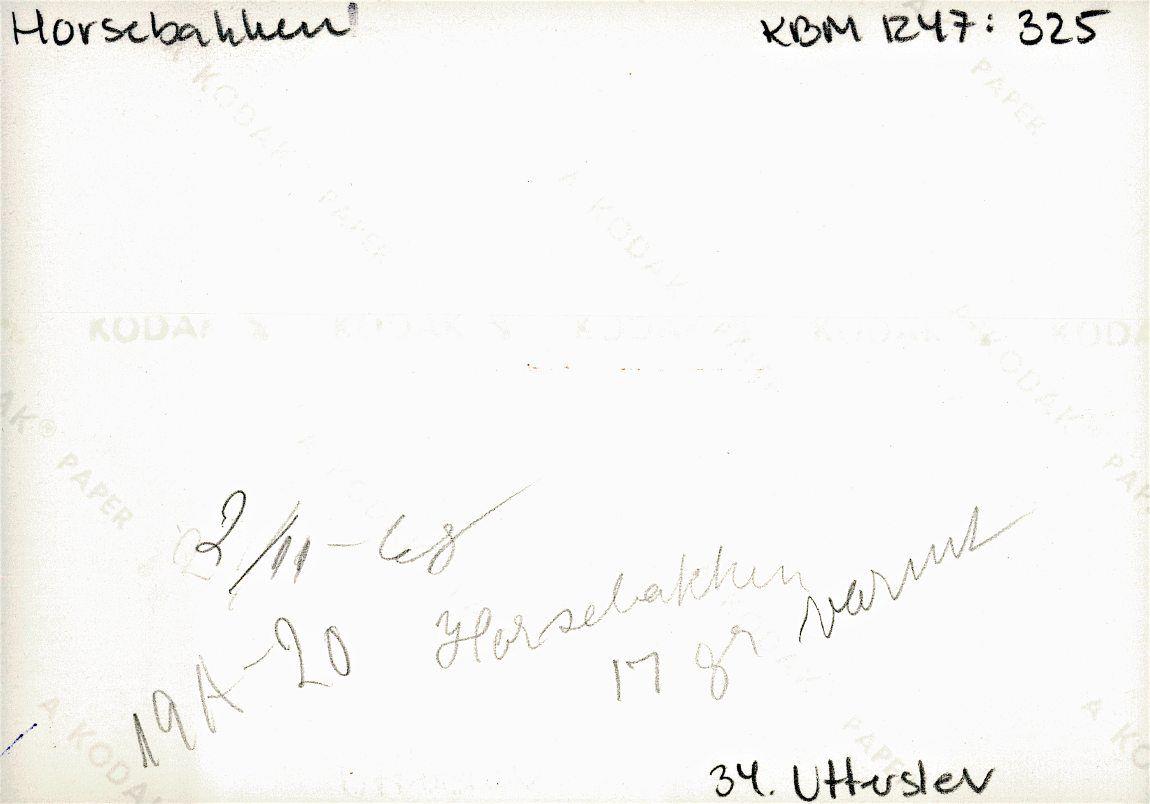 Horsebakken
KBM 1247: 325
2/11-68
Horsebakken
17 gr varmt
19A-20
34. Utterslev